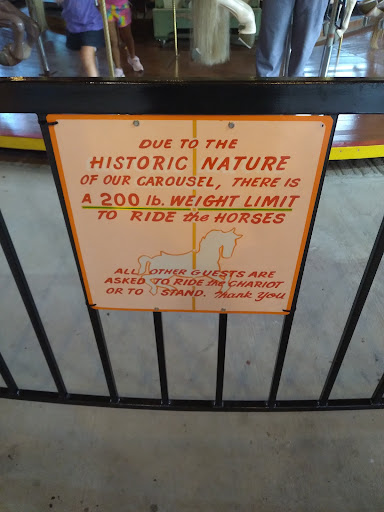 DUE TO THE
HISTORIC NATURE
OF OUR CAROUSEL, THERE IS
A 200 lb. WEIGHT LIMIT
TO RIDE the HORSES
ALL OTHER GUESTS ARE
ASKED TO RIDE the CHARIOT
OR TO STAND. Thank You